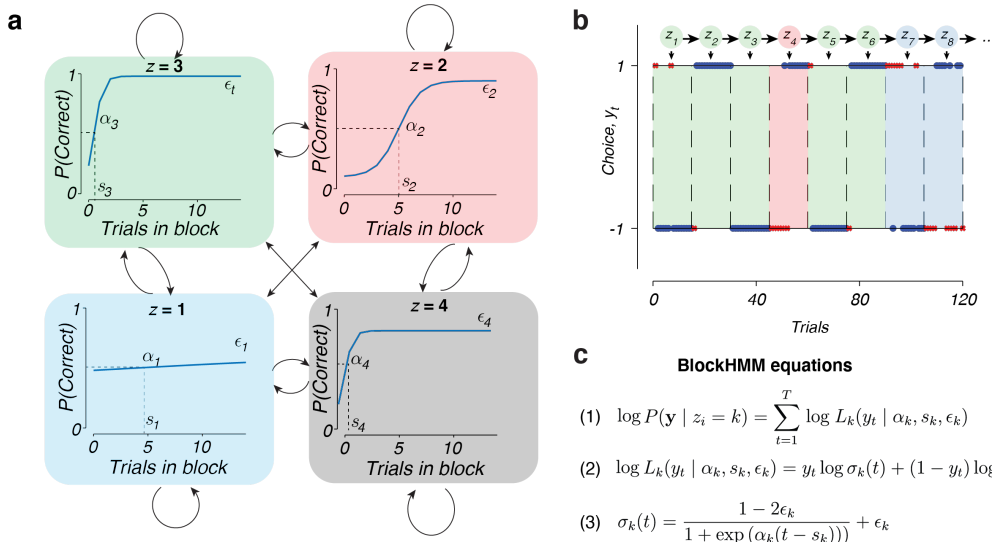 a
z = 3
1
P(Correct)
0
α3
s3
ϵt
0 5 10
Trials in block
z = 2
1
P(Correct)
0
α2
s2
ϵ2
0 5 10
Trials in block
z = 1
1
P(Correct)
0
α1
s1
ϵ1
0 5 10
Trials in block
z = 4
1
P(Correct)
0
α4
s4
ϵ4
0 5 10
Trials in block
b
z1 z2 z3 z4 z5 z6 z7 z8 ..
1
Choice, yt
-1
0 40 80 120
Trials
c
BlockHMM equations
(1) log P(y | zi = k) = ∑_{t=1}^{T} log Lk(yt | αk, sk, ϵk)
(2) log Lk(yt | αk, sk, ϵk) = yt log σk(t) + (1 − yt) log
(3) σk(t) = (1 − 2ϵk) / (1 + exp (αk(t − sk))) + ϵk